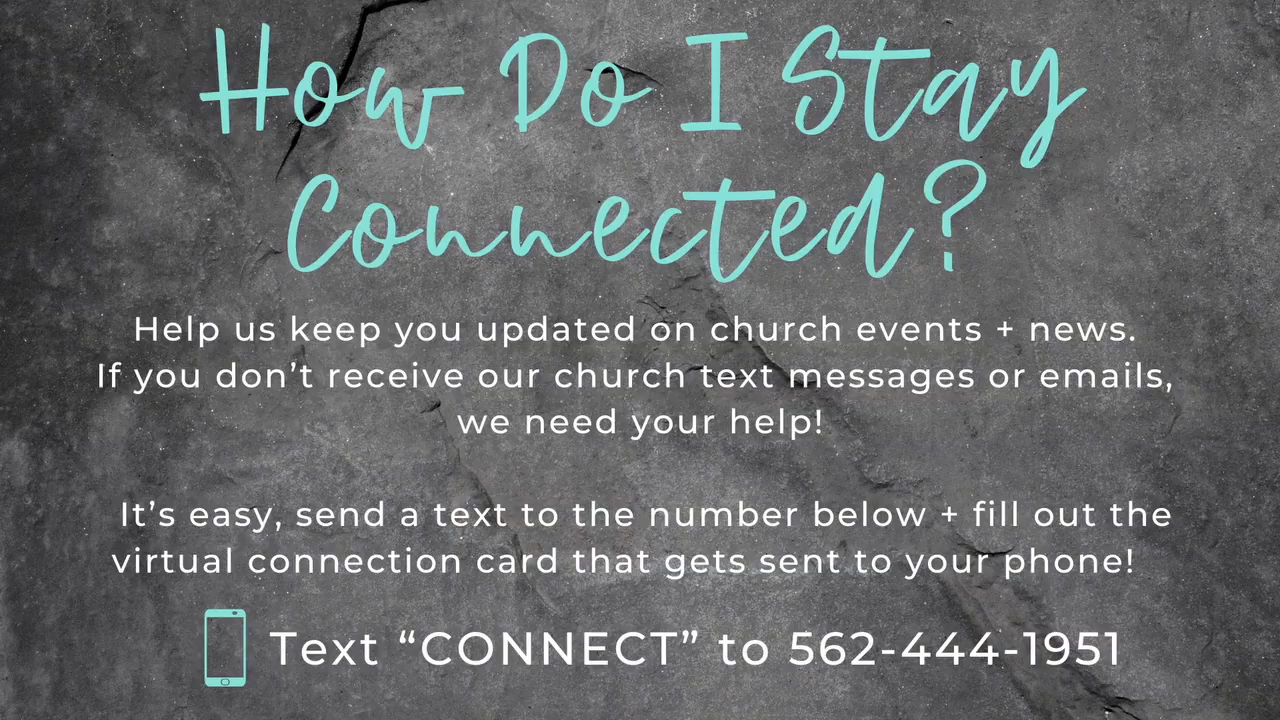 How Do I Stay
Connected?
Help us keep you updated on church events + news.
If you don’t receive our church text messages or emails,
we need your help!
It’s easy, send a text to the number below + fill out the
virtual connection card that gets sent to your phone!
Text “CONNECT” to 562-444-1951